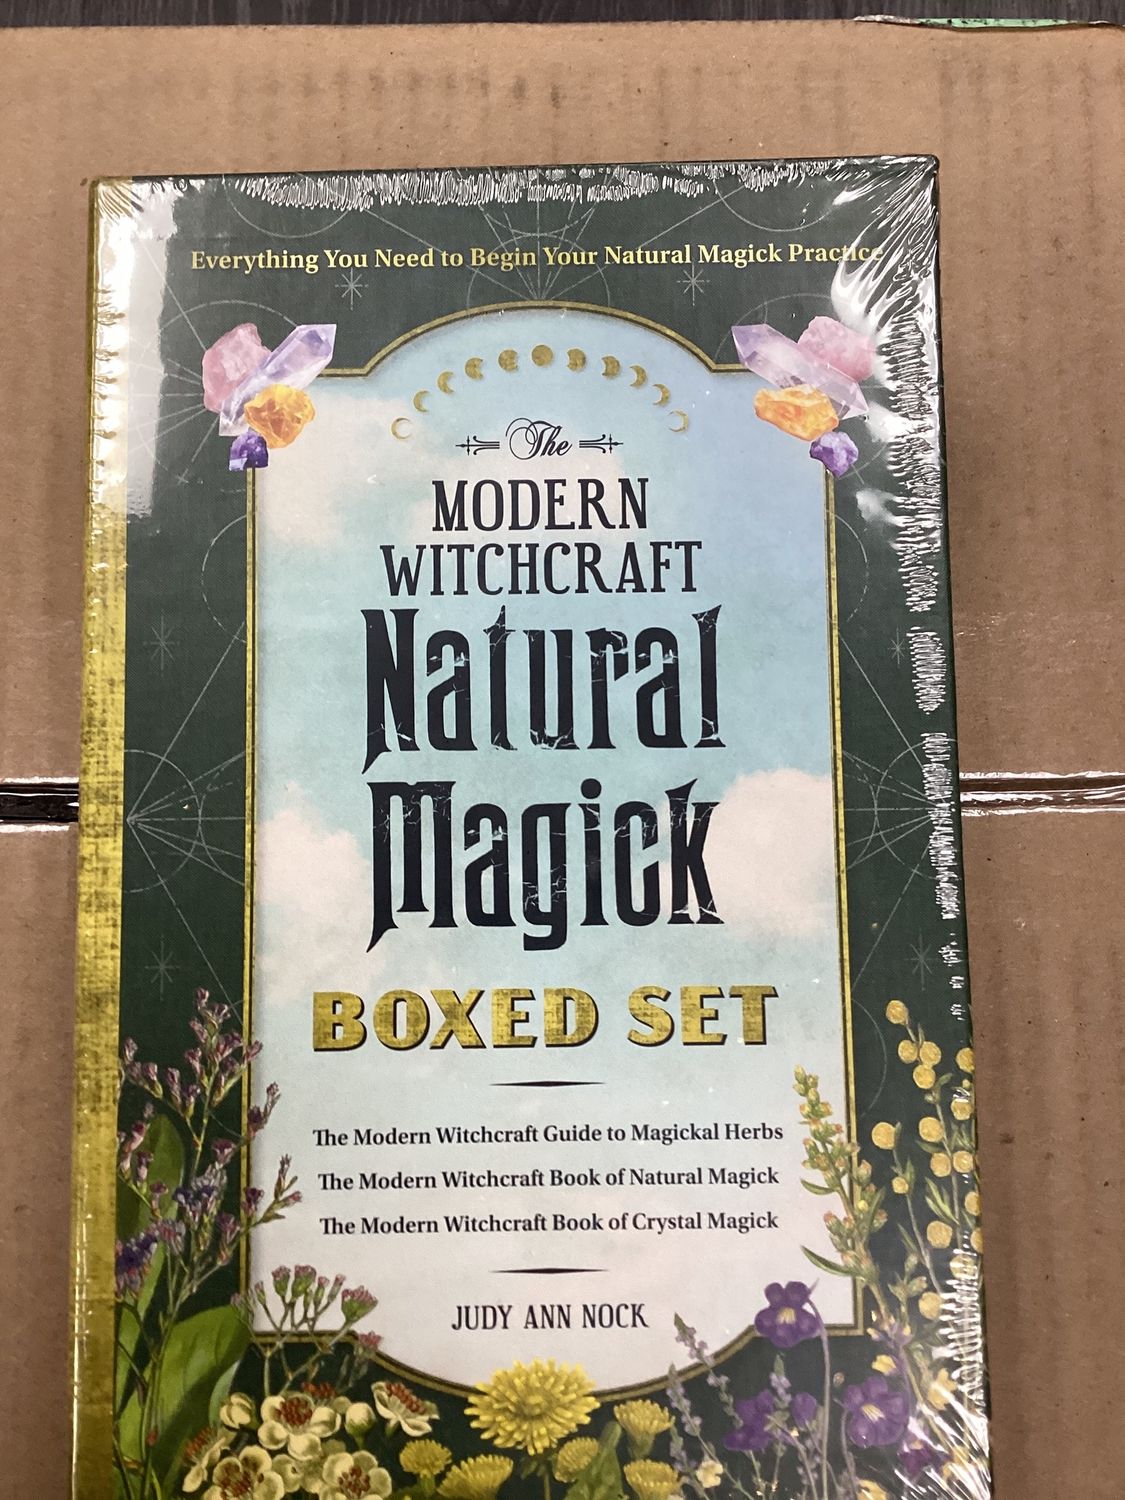 Everything You Need to Begin Your Natural Magick Practice
The
MODERN
WITCHCRAFT
Natural
Magick
BOXED SET
The Modern Witchcraft Guide to Magickal Herbs
The Modern Witchcraft Book of Natural Magick
The Modern Witchcraft Book of Crystal Magick
JUDY ANN NOCK